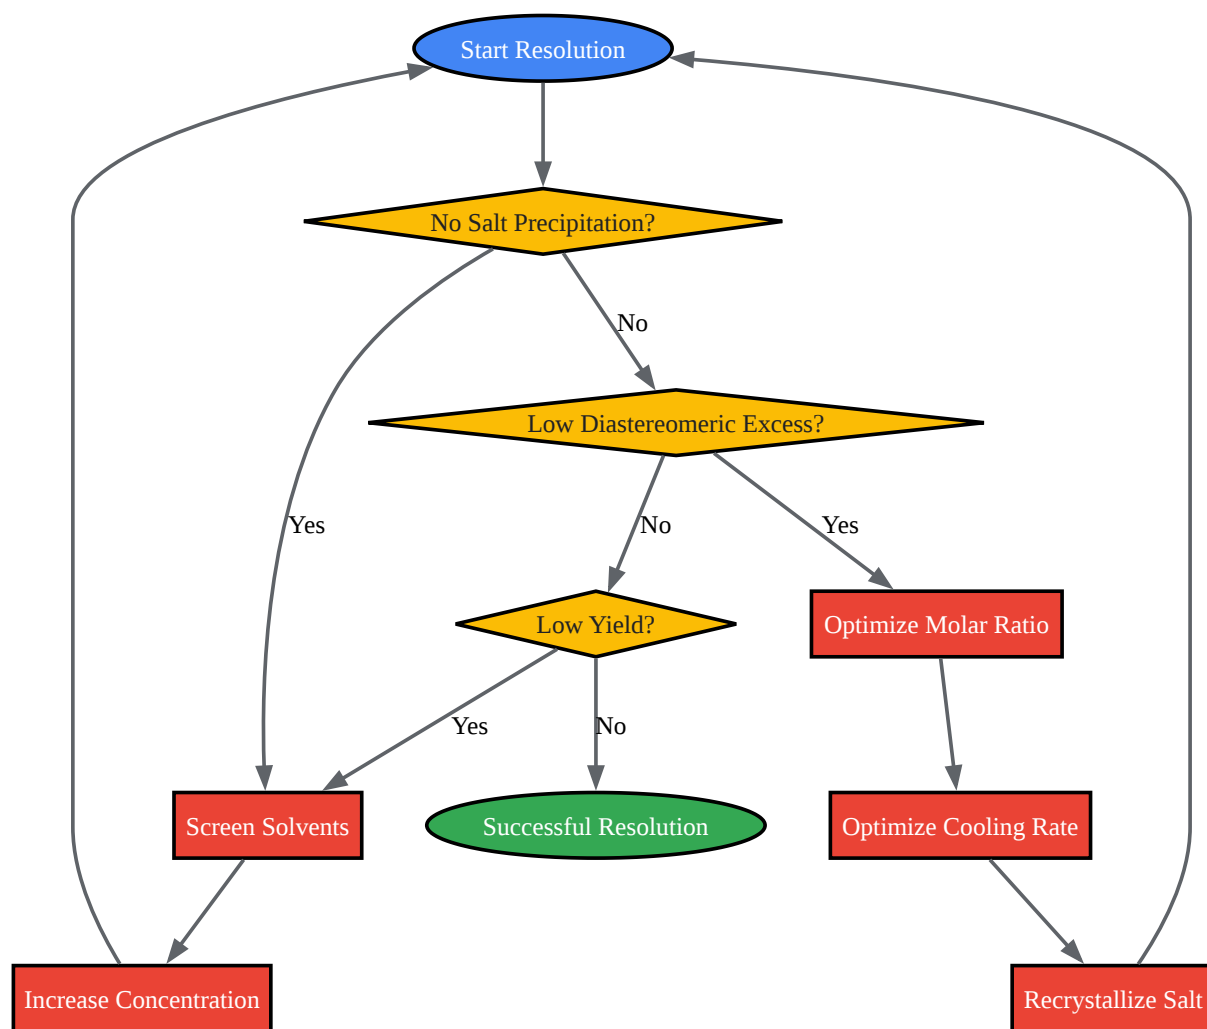 Start Resolution
No Salt Precipitation?
No
Low Diastereomeric Excess?
Yes
No
Yes
Low Yield?
Optimize Molar Ratio
Yes
No
Screen Solvents
Successful Resolution
Optimize Cooling Rate
Increase Concentration
Recrystallize Salt